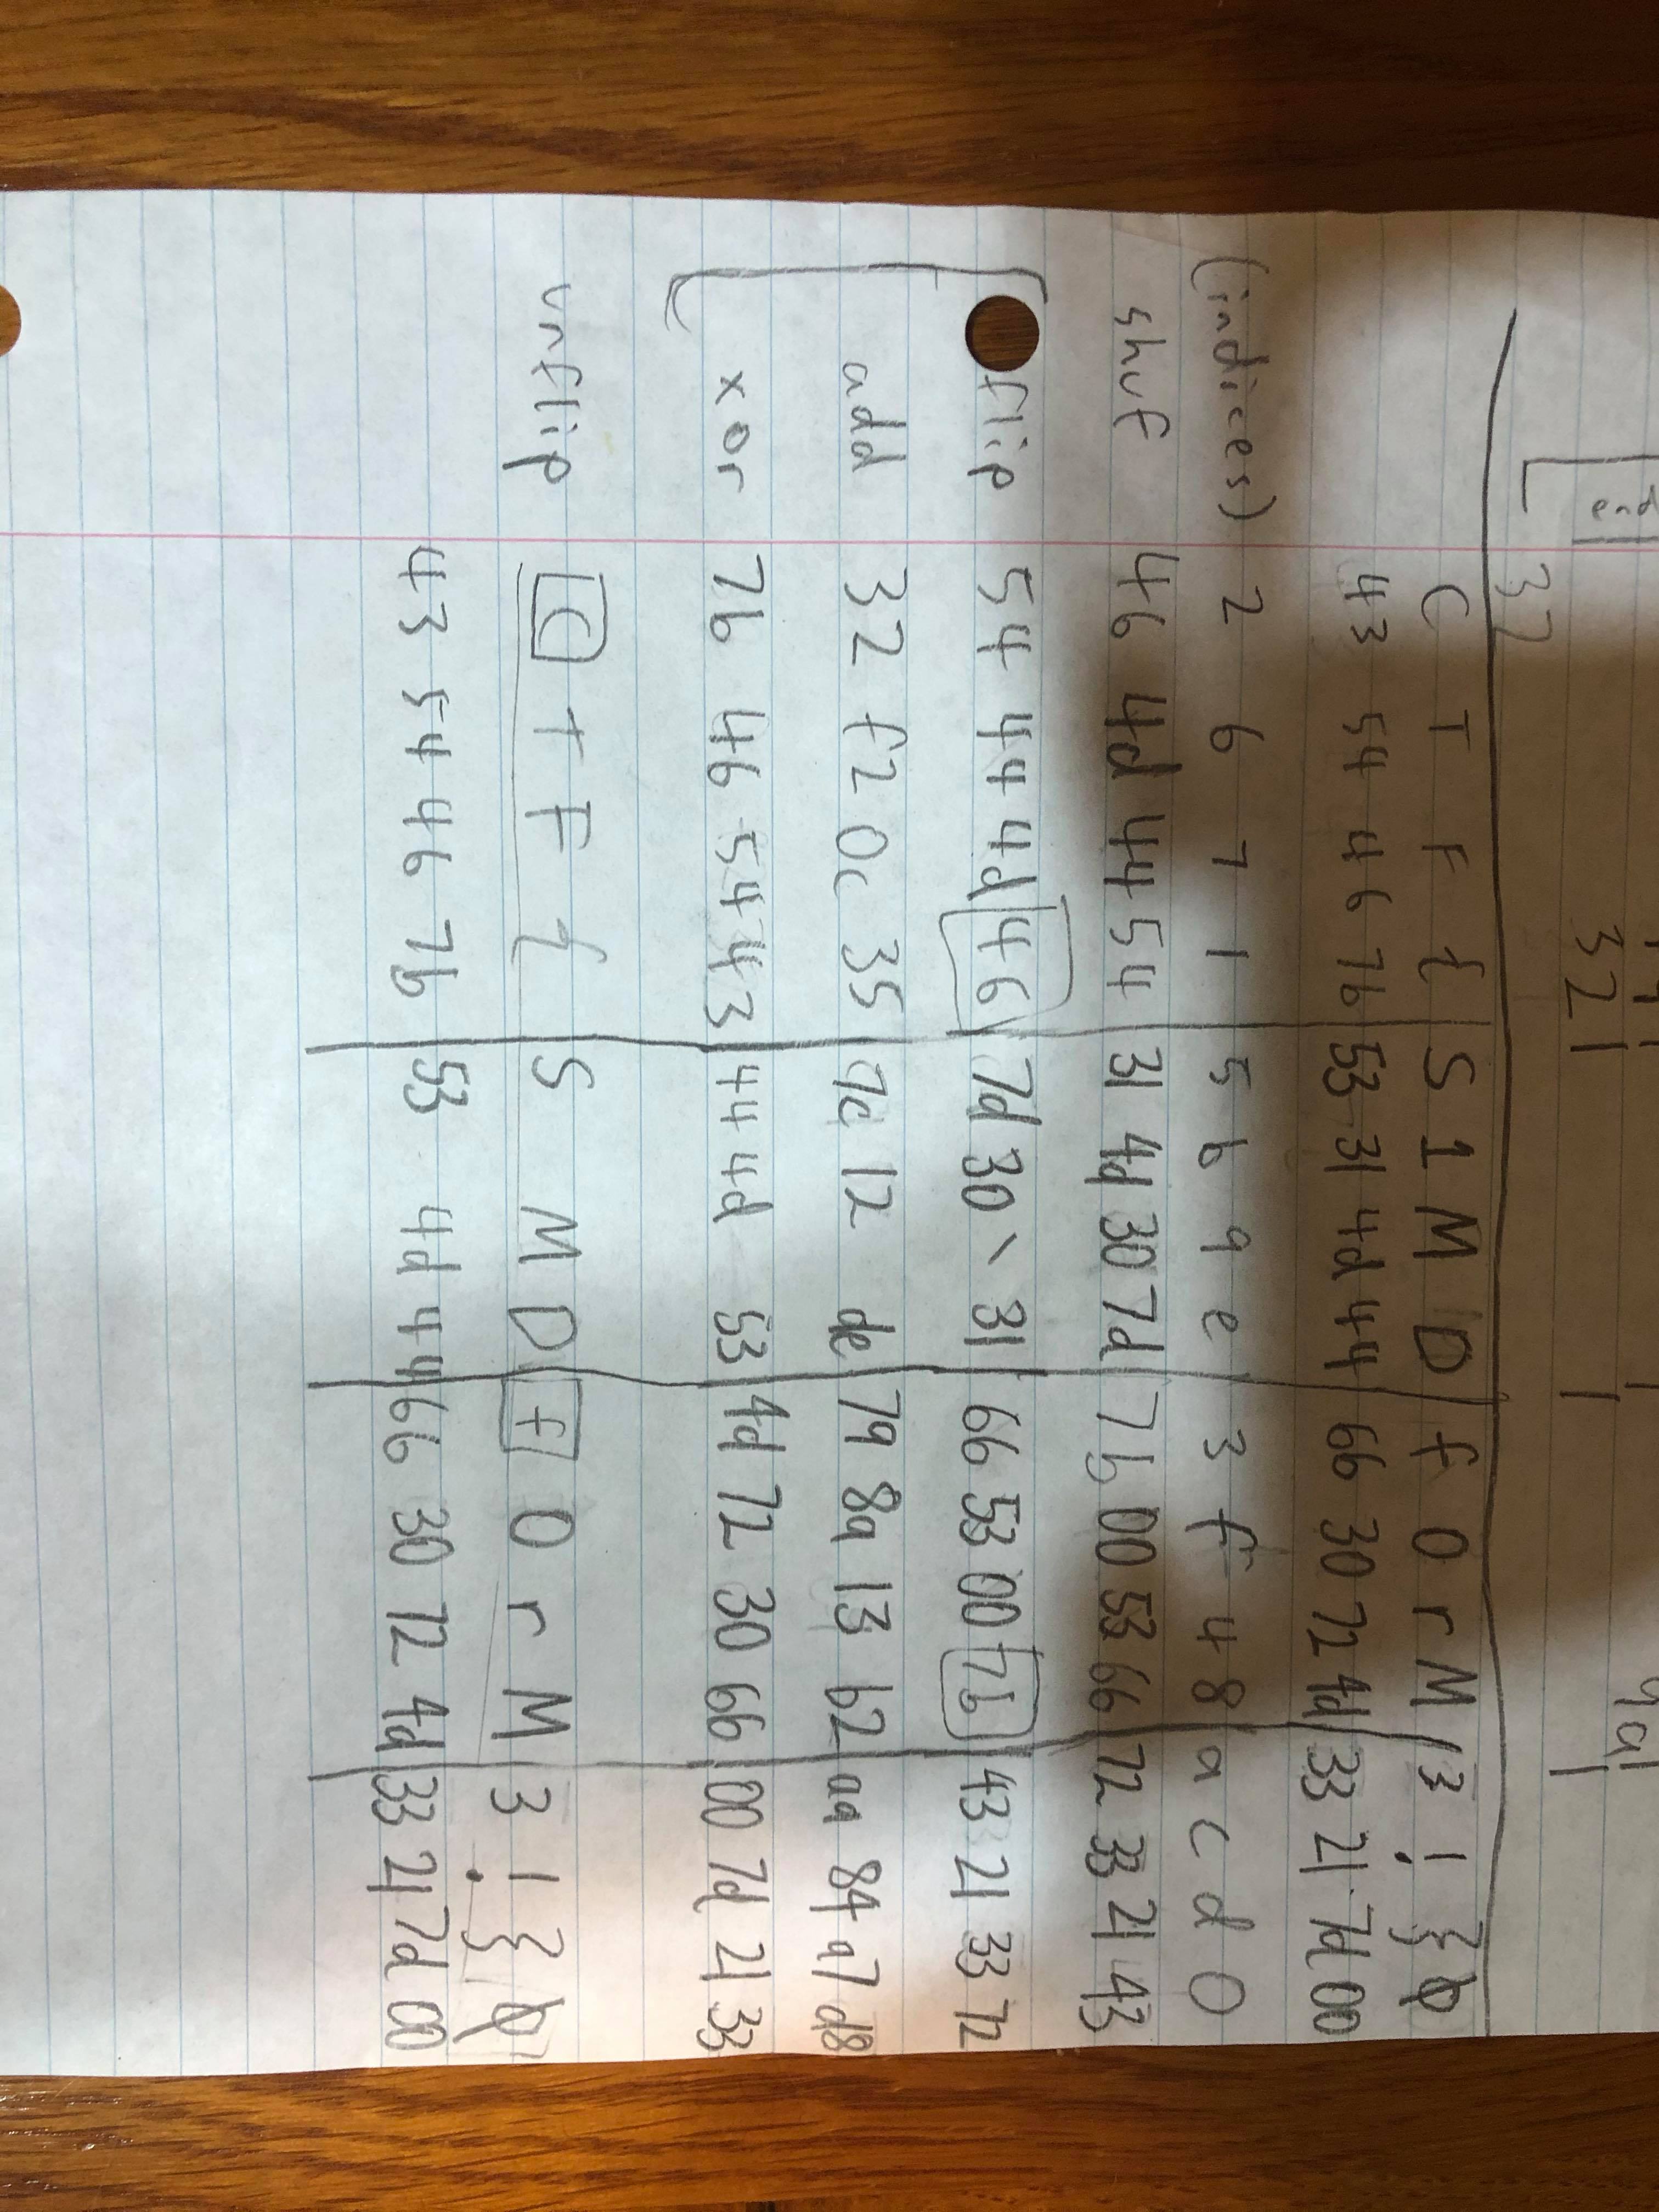 end
321 | | 9a|
37
C T F { | S 1 M D | f 0 r M | 3 ! } 0
43 54 46 7b | 53 31 4d 44 | 66 30 72 4d | 33 21 7d 00
(indices) 2 6 7 1 | 5 b 9 e | 3 f 4 8 | a c d 0
shuf 46 4d 44 54 | 31 4d 30 7d | 7b 00 53 66 | 72 33 21 43
flip 54 44 4d 46 | 7d 30 \ 31 | 66 53 00 7b | 43 21 33 72
add 32 f2 0c 35 | 7c 12 de | 79 8a 13 b2 | aa 84 a7 d8
xor 7b 46 54 43 | 44 4d 53 | 4d 72 30 66 | 00 7d 21 33
unflip C T F { | S M D | f 0 r M | 3 ! } 0
43 54 46 7b | 53 4d 44 | 66 30 72 4d | 33 21 7d 00